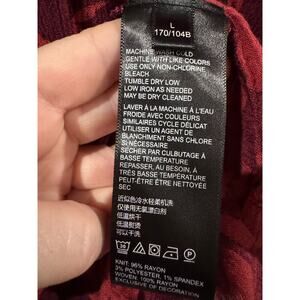 L
170/104B
MACHINE WASH COLD
GENTLE WITH LIKE COLORS
USE ONLY NON-CHLORINE
BLEACH
TUMBLE DRY LOW
LOW IRON AS NEEDED
MAY BE DRY CLEANED
LAVER À LA MACHINE À L'EAU
FROIDE AVEC COULEURS
SIMILAIRES CYCLE DÉLICAT
UTILISER UN AGENT DE
BLANCHIMENT SANS CHLORE
SI NÉCESSAIRE
SÉCHER PAR CULBUTAGE À
BASSE TEMPÉRATURE
REPASSER, AU BESOIN, À
TRÈS BASSE TEMPÉRATURE
PEUT-ÊTRE ÊTRE NETTOYÉE
SEC
近似色冷水轻柔机洗
仅使用无氯漂白剂
低温烘干
低温熨烫
可以干洗
30
KNIT: 96% RAYON
3% POLYESTER, 1% SPANDEX
WOVEN: 100% RAYON
EXCLUSIVE OF DECORATION